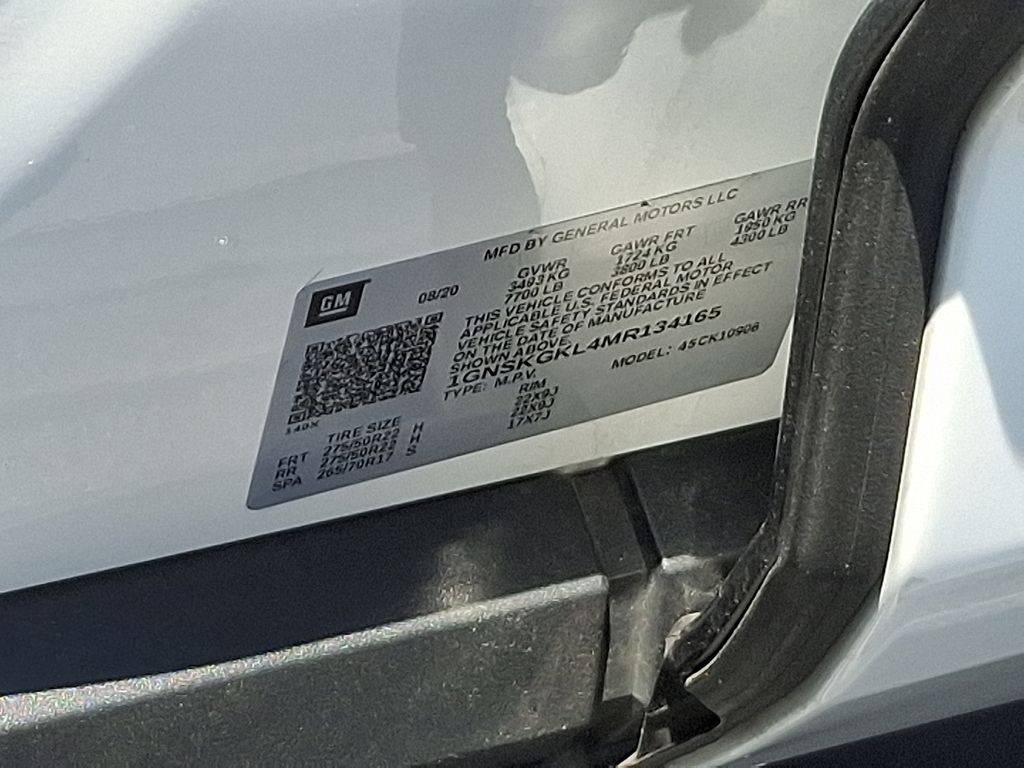 MFD BY GENERAL MOTORS LLC
GM
08/20
GVWR GAWR FRT GAWR RR
3493 KG 1724 KG 1950 KG
7700 LB 3800 LB 4300 LB
THIS VEHICLE CONFORMS TO ALL
APPLICABLE U.S. FEDERAL MOTOR
VEHICLE SAFETY STANDARDS IN EFFECT
ON THE DATE OF MANUFACTURE
SHOWN ABOVE.
1GNSKGKL4MR134165
TYPE: M.P.V. MODEL: 45CK10906
149X
TIRE SIZE RIM
FRT 275/50R22 H 22X9J
RR 275/50R22 H 22X9J
SPA 265/70R17 S 17X7J